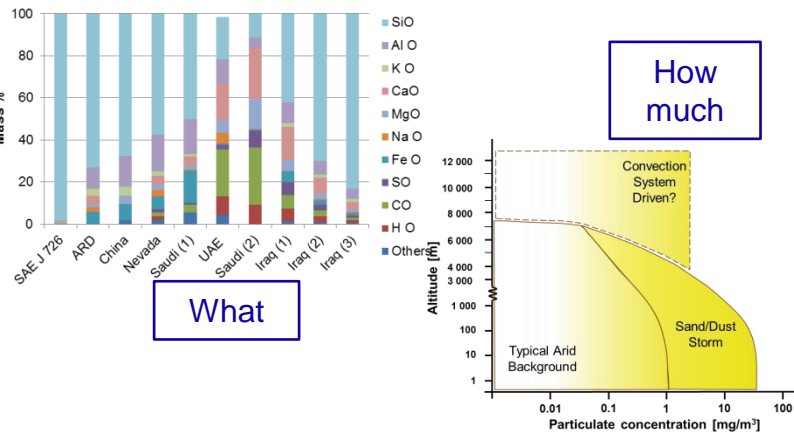 100
80
60
40
20
0
Mass %
SAE J 726
ARD
China
Nevada
Saudi (1)
UAE
Saudi (2)
Iraq (1)
Iraq (2)
Iraq (3)
SiO
Al O
K O
CaO
MgO
Na O
Fe O
SO
CO
H O
Others
What
How
much
Altitude [m]
12 000
10 000
8 000
6 000
4 000
3 000
1 000
100
10
1
Convection
System
Driven?
Sand/Dust
Storm
Typical Arid
Background
0.01
0.1
1
10
100
Particulate concentration [mg/m³]